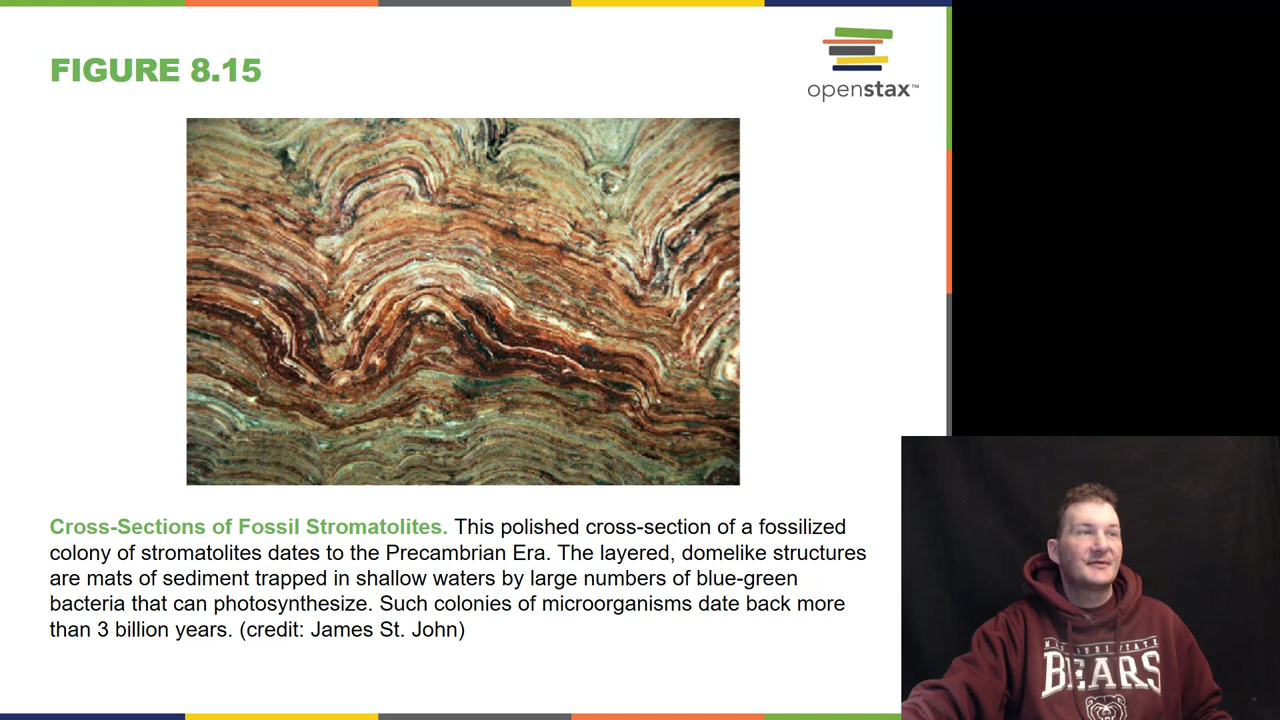 FIGURE 8.15
openstax™
Cross-Sections of Fossil Stromatolites. This polished cross-section of a fossilized
colony of stromatolites dates to the Precambrian Era. The layered, domelike structures
are mats of sediment trapped in shallow waters by large numbers of blue-green
bacteria that can photosynthesize. Such colonies of microorganisms date back more
than 3 billion years. (credit: James St. John)
MISSOURI STATE
BEARS